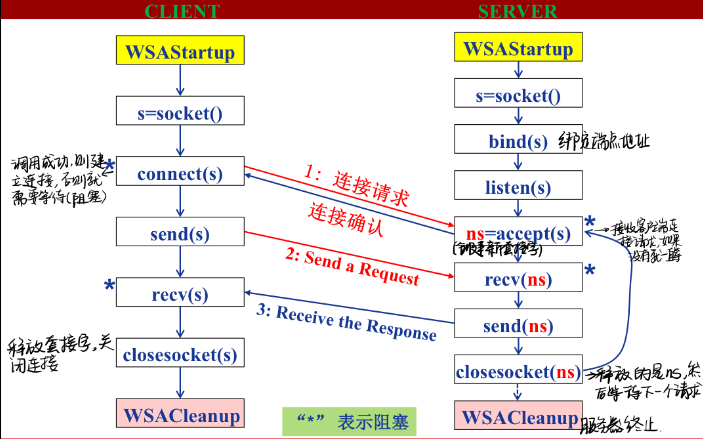 CLIENT
SERVER
WSAStartup
s=socket()
调用成功,则建
立连接,否则就
需要等待(阻塞)
*
connect(s)
send(s)
*
recv(s)
释放套接字,关
闭连接
closesocket(s)
WSACleanup
1: 连接请求
连接确认
2: Send a Request
3: Receive the Response
“*” 表示阻塞
WSAStartup
s=socket()
bind(s) 绑定端点地址
listen(s)
ns=accept(s)
*
(创建新套接字)
接收客户端连
接请求,如果
没有就一直
recv(ns)
*
send(ns)
closesocket(ns)
释放的是ns,然
后等待下一个请求
WSACleanup
服务器终止